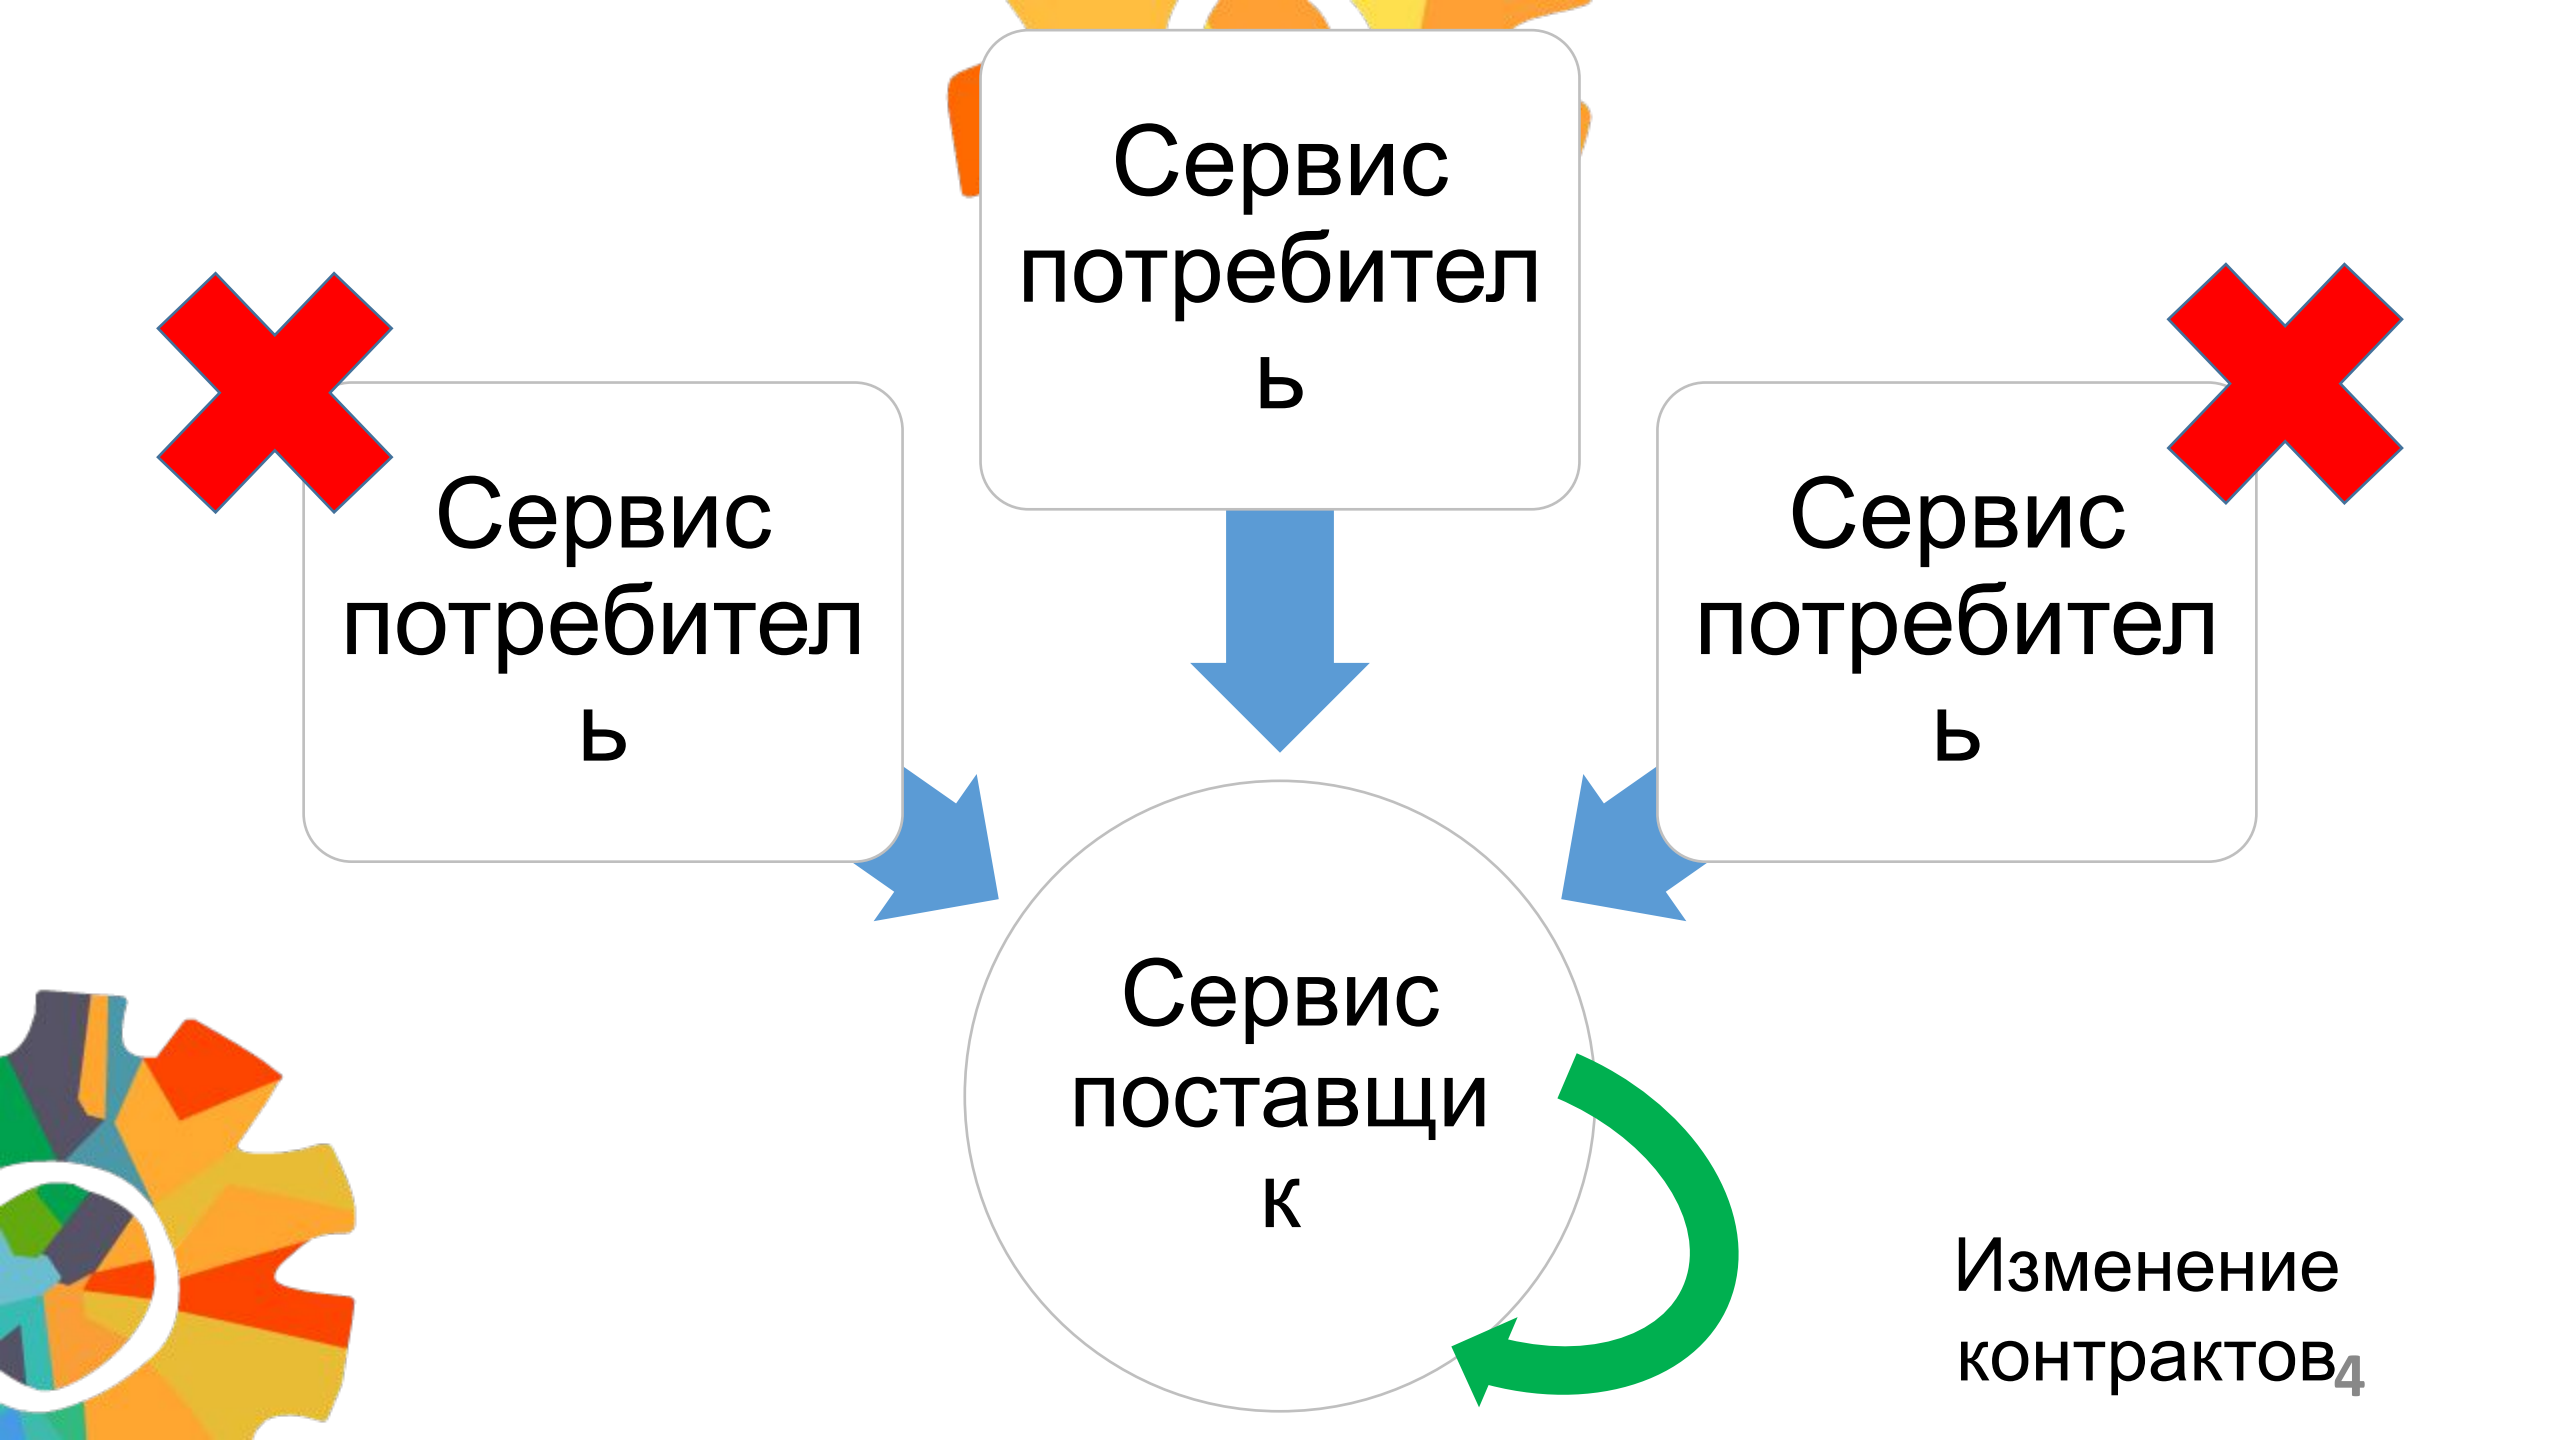 Сервис
потребител
ь
Сервис
потребител
ь
Сервис
потребител
ь
Сервис
поставщи
к
Изменение
контрактов
4